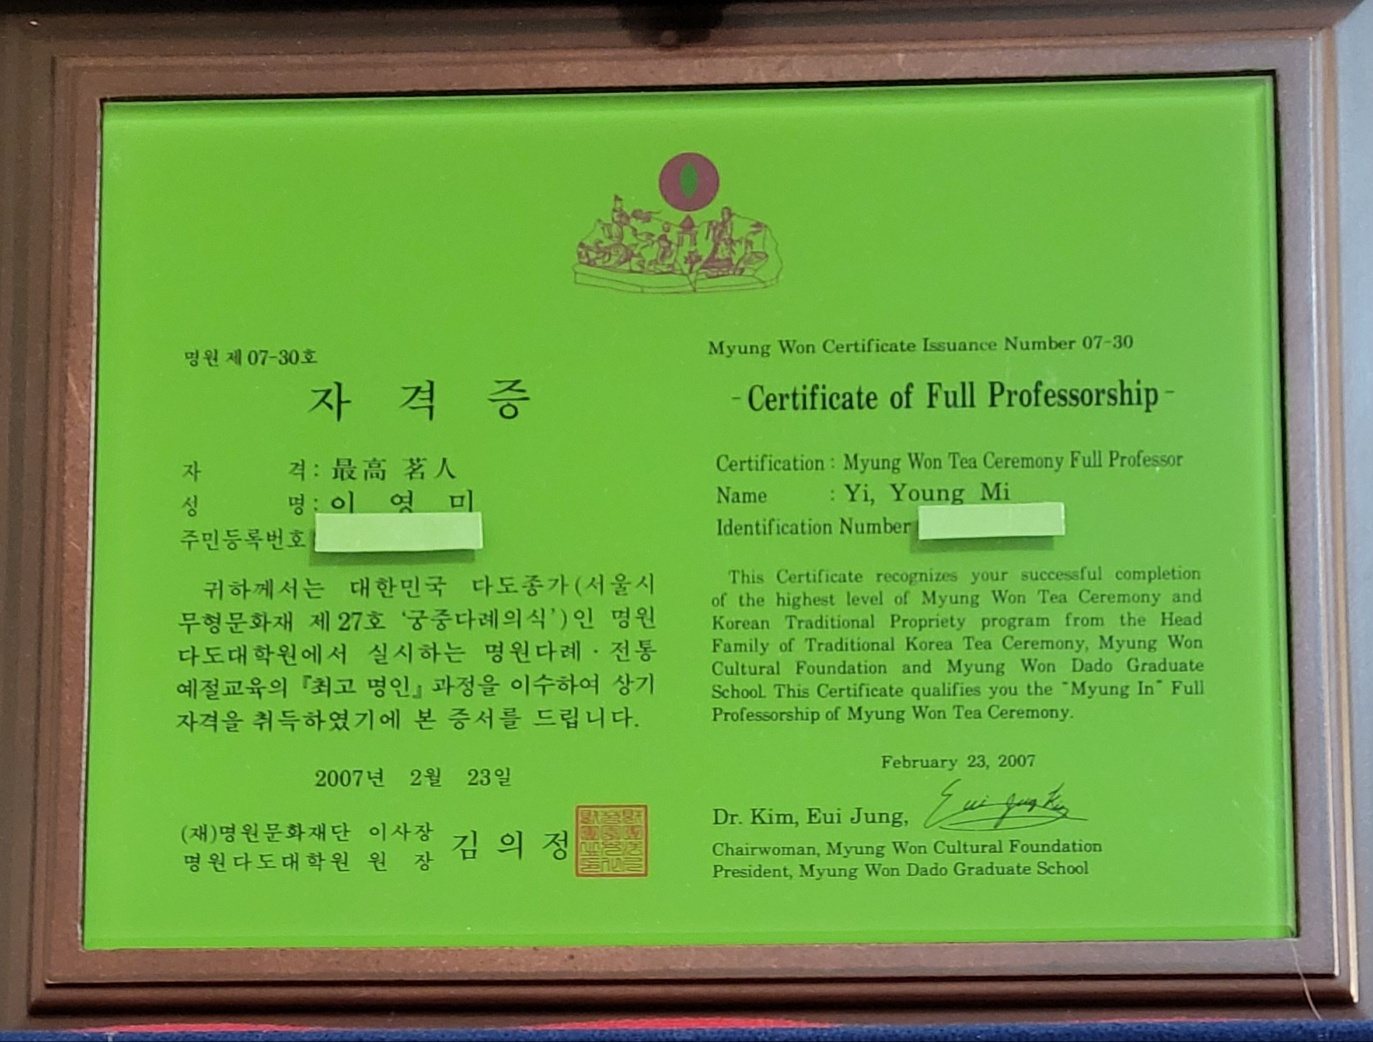 명원 제 07-30호
자 격 증
자 격 : 最高 茗人
성 명 : 이 영 미
주민등록번호
귀하께서는 대한민국 다도종가(서울시
무형문화재 제27호 ‘궁중다례의식’)인 명원
다도대학원에서 실시하는 명원다례·전통
예절교육의 『최고 명인』 과정을 이수하여 상기
자격을 취득하였기에 본 증서를 드립니다.
2007년 2월 23일
(재)명원문화재단 이사장
명원다도대학원 원 장
김 의 정
Myung Won Certificate Issuance Number 07-30
-Certificate of Full Professorship-
Certification : Myung Won Tea Ceremony Full Professor
Name : Yi, Young Mi
Identification Number
This Certificate recognizes your successful completion
of the highest level of Myung Won Tea Ceremony and
Korean Traditional Propriety program from the Head
Family of Traditional Korea Tea Ceremony, Myung Won
Cultural Foundation and Myung Won Dado Graduate
School. This Certificate qualifies you the "Myung In" Full
Professorship of Myung Won Tea Ceremony.
February 23, 2007
Dr. Kim, Eui Jung, Eui Jung Kim
Chairwoman, Myung Won Cultural Foundation
President, Myung Won Dado Graduate School